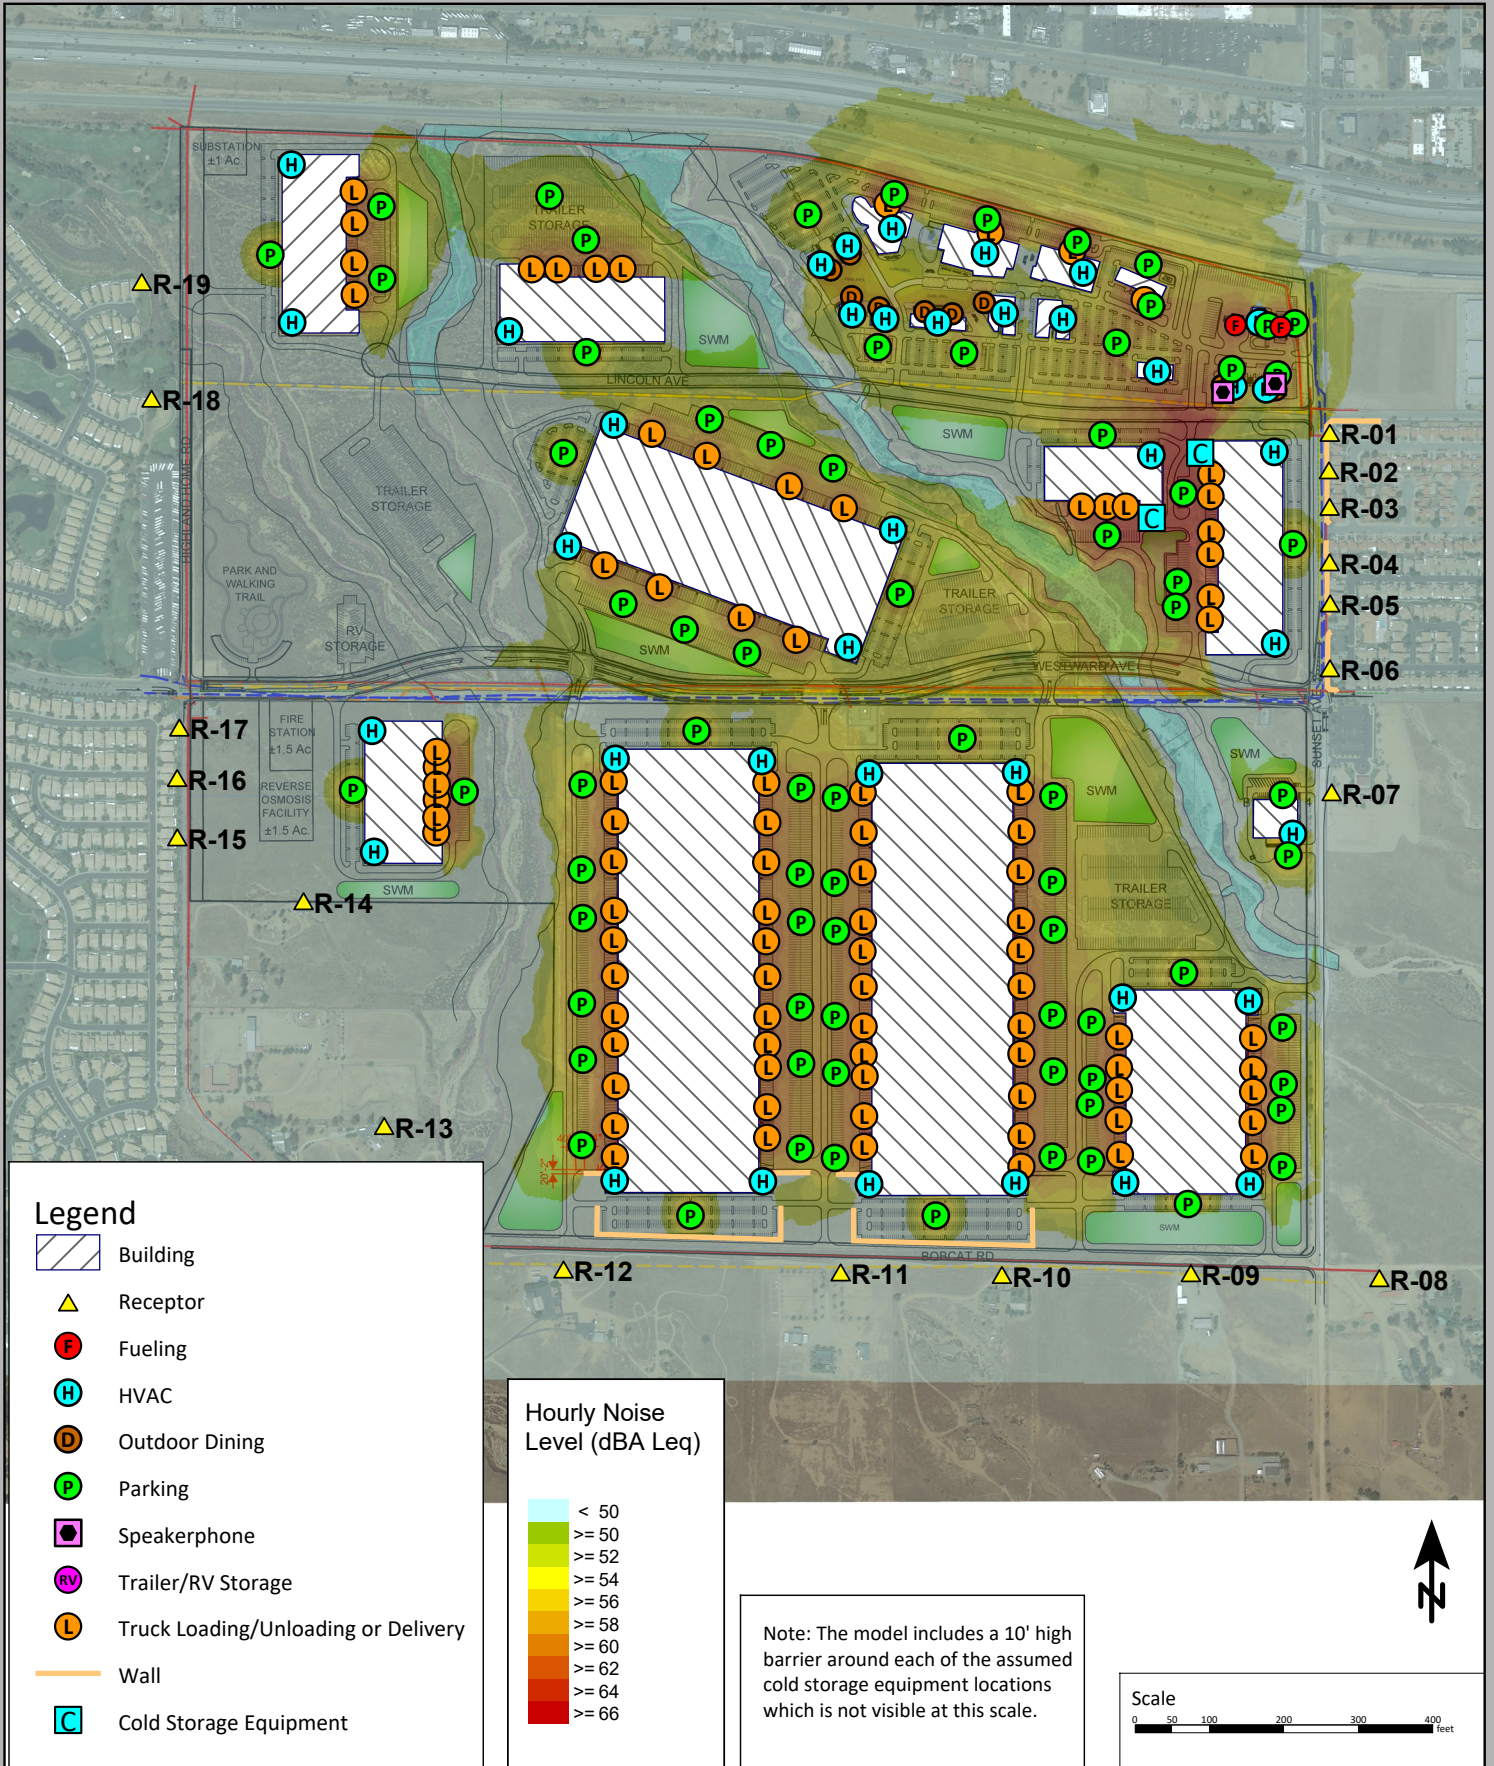 SUBSTATION
±1 Ac.
TRAILER
STORAGE
SWM
LINCOLN AVE
R-19
R-18
HIGHLAND HOME RD
TRAILER
STORAGE
PARK AND
WALKING
TRAIL
RV
STORAGE
SWM
SWM
TRAILER
STORAGE
WESTWARD AVE
R-01
R-02
R-03
R-04
R-05
R-06
SUNSET AVE
R-17
R-16
R-15
R-14
R-13
FIRE
STATION
±1.5 Ac
REVERSE
OSMOSIS
FACILITY
±1.5 Ac.
SWM
SWM
SWM
TRAILER
STORAGE
R-07
SWM
BOBCAT RD
R-12
R-11
R-10
R-09
R-08
Legend
Building
Receptor
F Fueling
H HVAC
D Outdoor Dining
P Parking
Speakerphone
RV Trailer/RV Storage
L Truck Loading/Unloading or Delivery
Wall
C Cold Storage Equipment
Hourly Noise
Level (dBA Leq)
< 50
>= 50
>= 52
>= 54
>= 56
>= 58
>= 60
>= 62
>= 64
>= 66
Note: The model includes a 10' high
barrier around each of the assumed
cold storage equipment locations
which is not visible at this scale.
N
Scale
0 50 100 200 300 400
feet